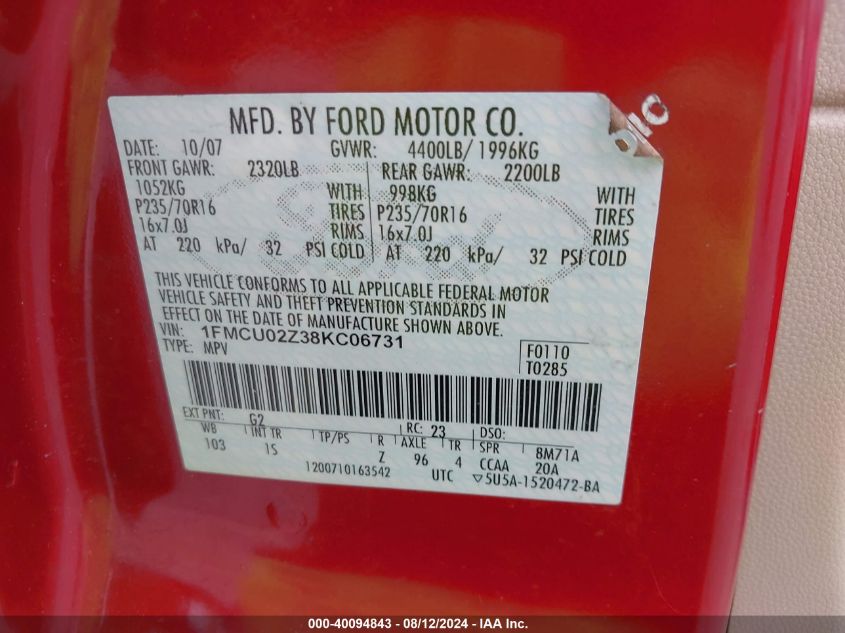 MFD. BY FORD MOTOR CO.
DATE: 10/07 GVWR: 4400LB/ 1996KG
FRONT GAWR: 2320LB REAR GAWR: 2200LB
1052KG WITH 998KG WITH
P235/70R16 TIRES P235/70R16 TIRES
16x7.0J RIMS 16x7.0J RIMS
AT 220 kPa/ 32 PSI COLD AT 220 kPa/ 32 PSI COLD
THIS VEHICLE CONFORMS TO ALL APPLICABLE FEDERAL MOTOR
VEHICLE SAFETY AND THEFT PREVENTION STANDARDS IN
EFFECT ON THE DATE OF MANUFACTURE SHOWN ABOVE.
VIN: 1FMCU02Z38KC06731
TYPE: MPV
F0110
T0285
EXT PNT: G2 RC: 23 DSO:
WB INT TR TP/PS R AXLE TR SPR 8M71A
103 IS Z 96 4 CCAA 20A
1200710163542 UTC ▽5U5A-1520472-BA
000-40094843 - 08/12/2024 - IAA Inc.